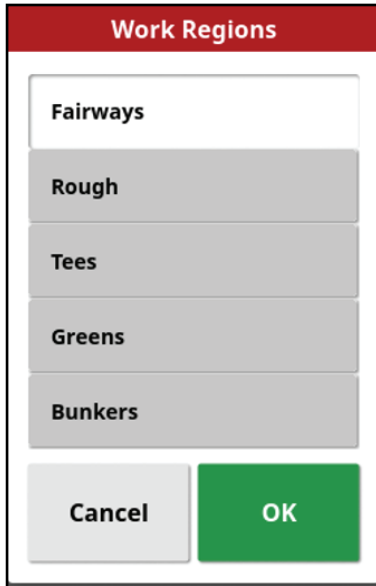 Work Regions
Fairways
Rough
Tees
Greens
Bunkers
Cancel OK